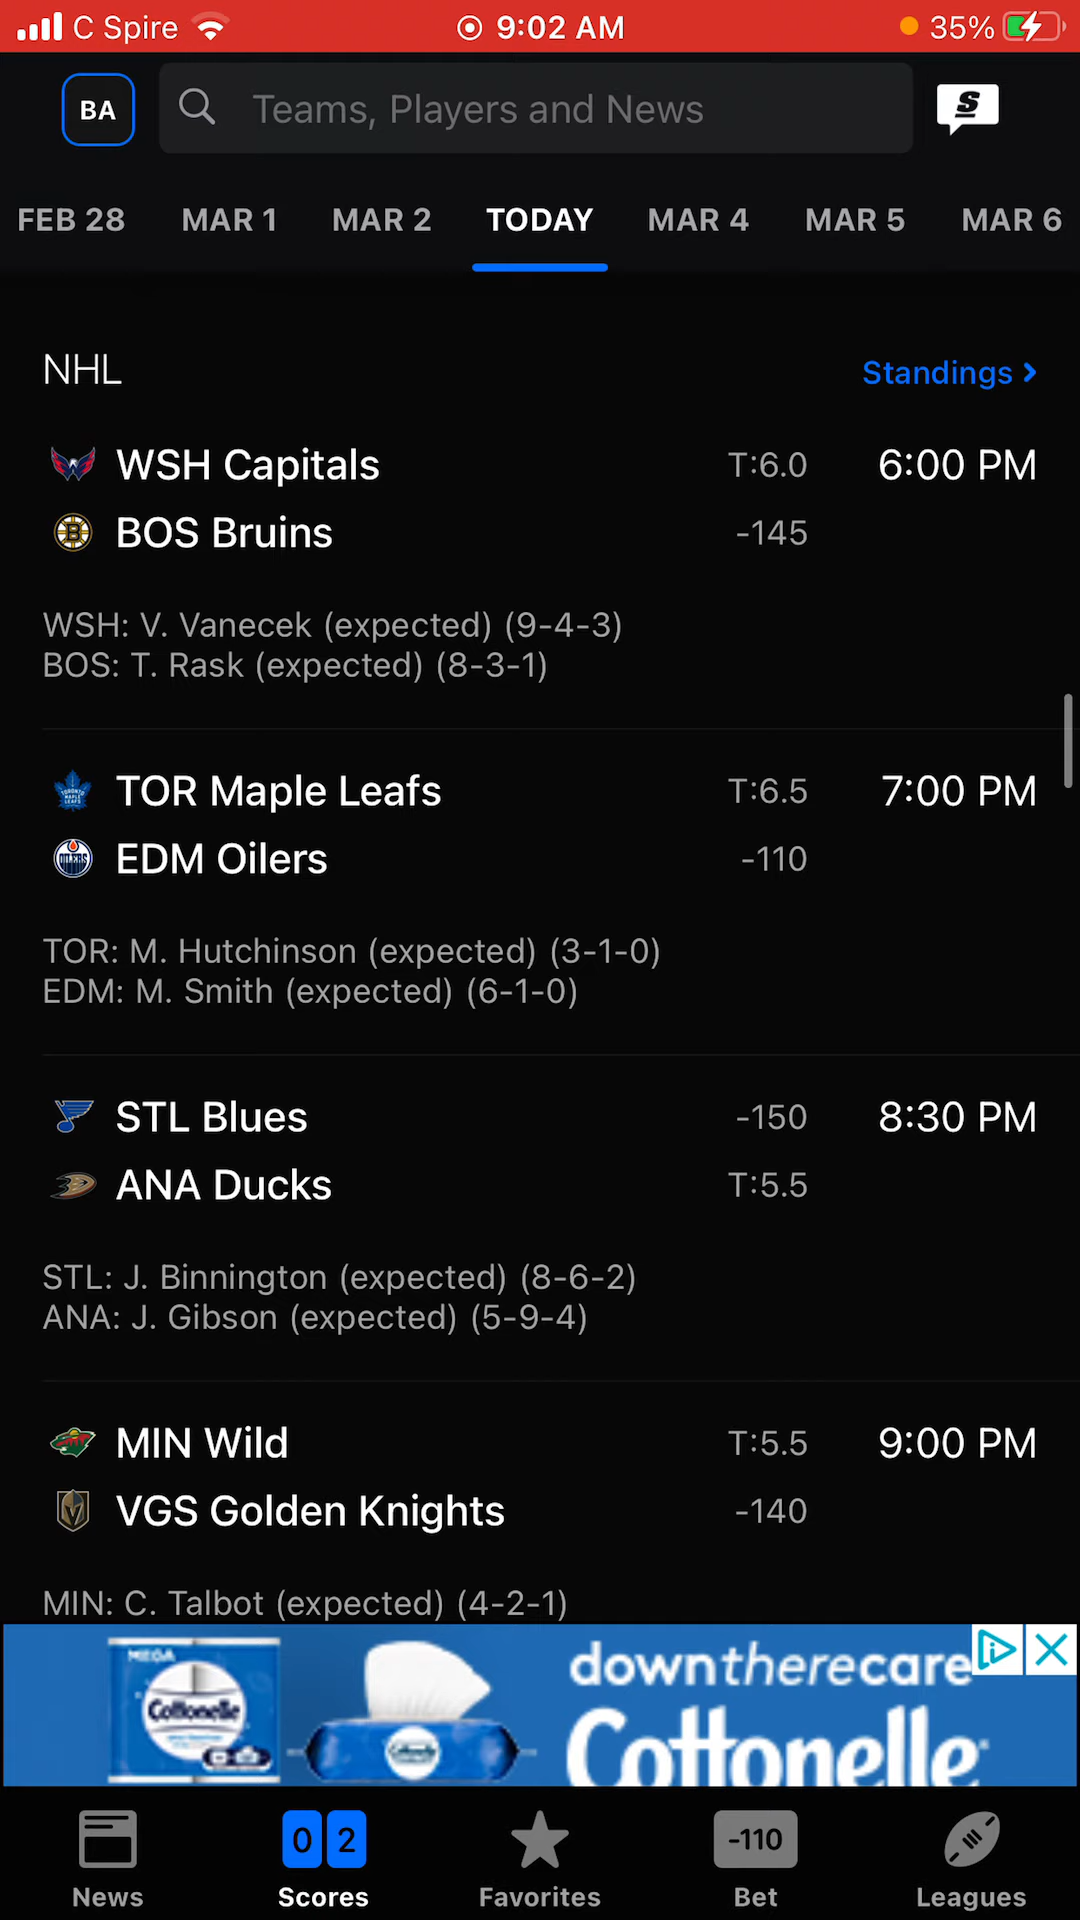 C Spire 9:02 AM 35%
BA Teams, Players and News S
FEB 28 MAR 1 MAR 2 TODAY MAR 4 MAR 5 MAR 6
NHL Standings
WSH Capitals T:6.0 6:00 PM
BOS Bruins -145
WSH: V. Vanecek (expected) (9-4-3)
BOS: T. Rask (expected) (8-3-1)
TOR Maple Leafs T:6.5 7:00 PM
EDM Oilers -110
TOR: M. Hutchinson (expected) (3-1-0)
EDM: M. Smith (expected) (6-1-0)
STL Blues -150 8:30 PM
ANA Ducks T:5.5
STL: J. Binnington (expected) (8-6-2)
ANA: J. Gibson (expected) (5-9-4)
MIN Wild T:5.5 9:00 PM
VGS Golden Knights -140
MIN: C. Talbot (expected) (4-2-1)
MEGA
Cottonelle
downtherecare
Cottonelle
0 2 -110
News Scores Favorites Bet Leagues